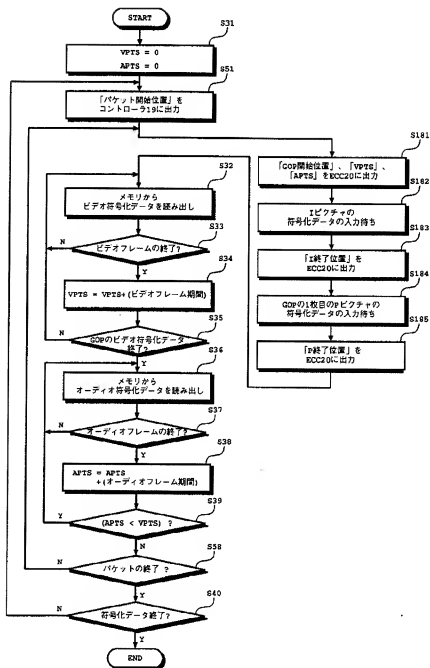 START
S31
VPTS = 0
APTS = 0
S51
「パケット開始位置」を
コントローラ19に出力
S181
「GOP開始位置」、「VPTS」、
「APTS」をECC20に出力
S182
Iピクチャの
符号化データの入力待ち
S183
「I終了位置」を
ECC20に出力
S184
GOPの1枚目のPピクチャの
符号化データの入力待ち
S185
「P終了位置」を
ECC20に出力
S32
メモリから
ビデオ符号化データを読み出し
S33
ビデオフレームの終了?
N
Y
S34
VPTS = VPTS+(ビデオフレーム期間)
S35
GOPのビデオ符号化データ
終了?
N
Y
S36
メモリから
オーディオ符号化データを読み出し
S37
オーディオフレームの終了?
N
Y
S38
APTS = APTS
+(オーディオフレーム期間)
S39
(APTS < VPTS) ?
Y
N
S58
パケットの終了 ?
N
Y
S40
符号化データ終了?
N
Y
END